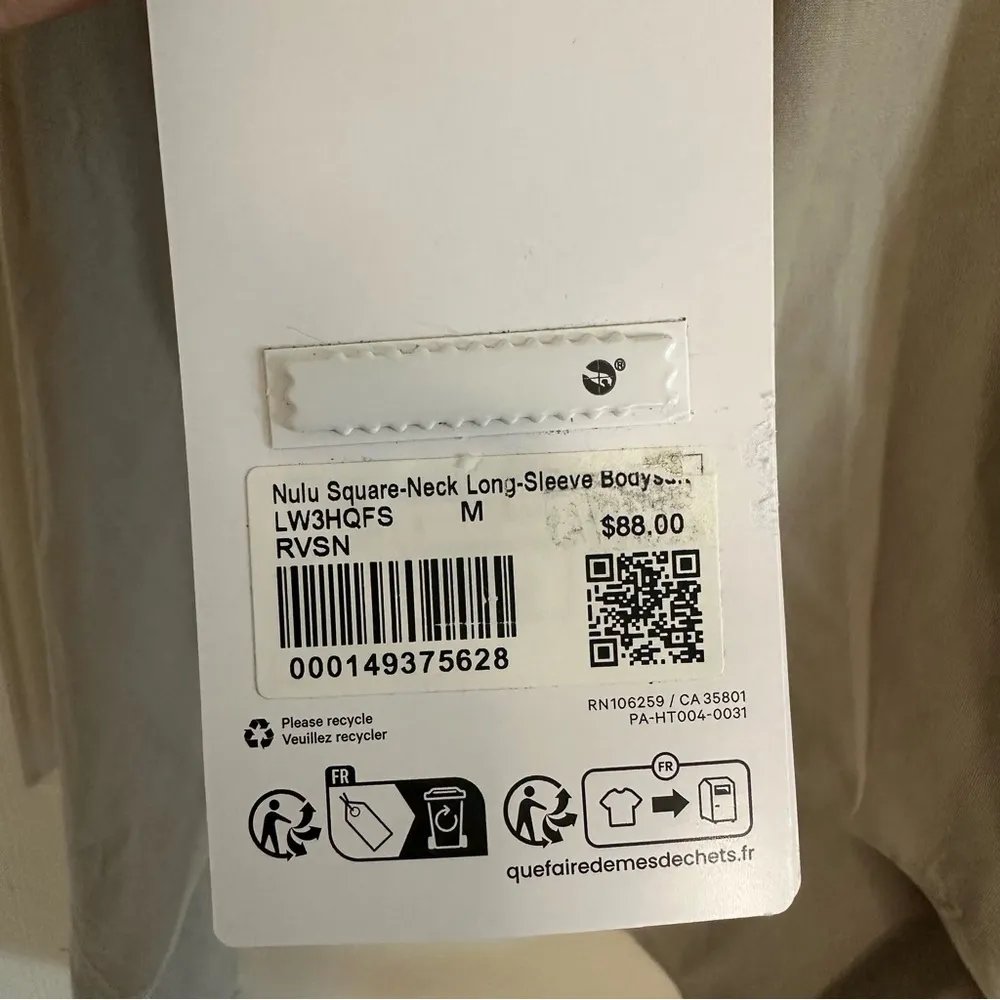 ®
Nulu Square-Neck Long-Sleeve
LW3HQFS M $88.00
RVSN
000149375628
RN106259 / CA 35801
PA-HT004-0031
Please recycle
Veuillez recycler
FR
FR
quefairedemesdechets.fr